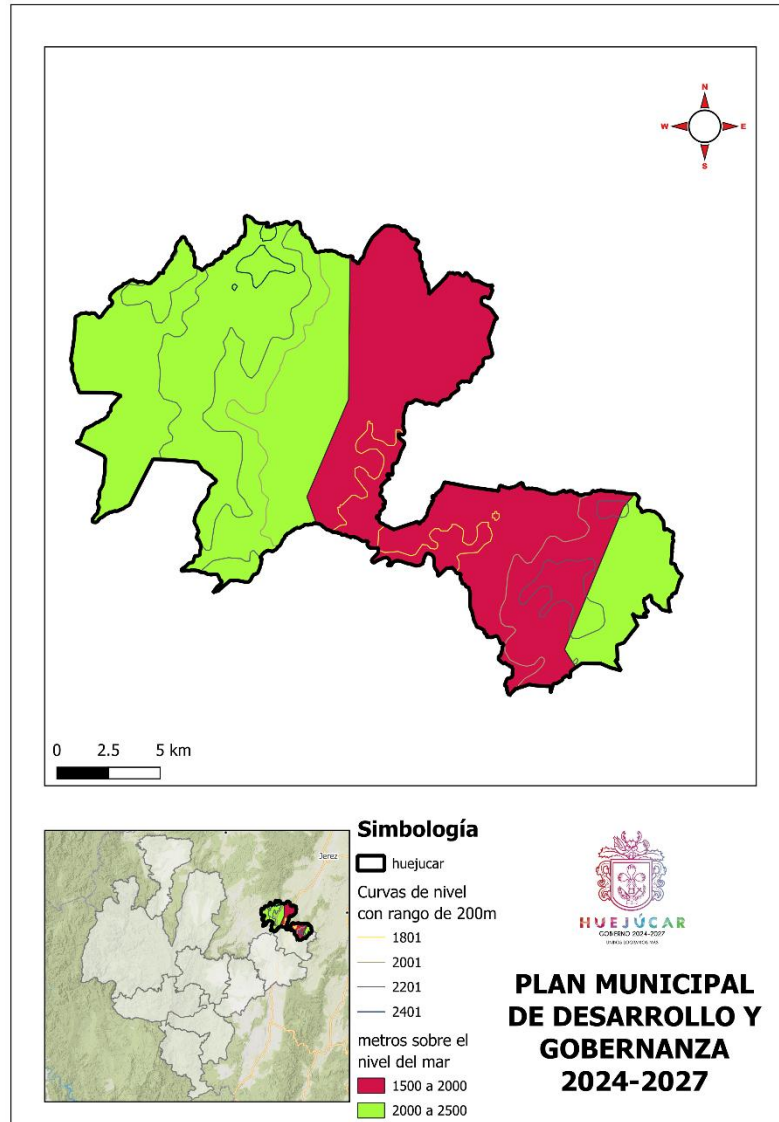 N
W E
S
0 2.5 5 km
Jerez
Simbología
huejucar
Curvas de nivel
con rango de 200m
1801
2001
2201
2401
metros sobre el
nivel del mar
1500 a 2000
2000 a 2500
HUEJÚCAR
GOBIERNO 2024-2027
PLAN MUNICIPAL
DE DESARROLLO Y
GOBERNANZA
2024-2027